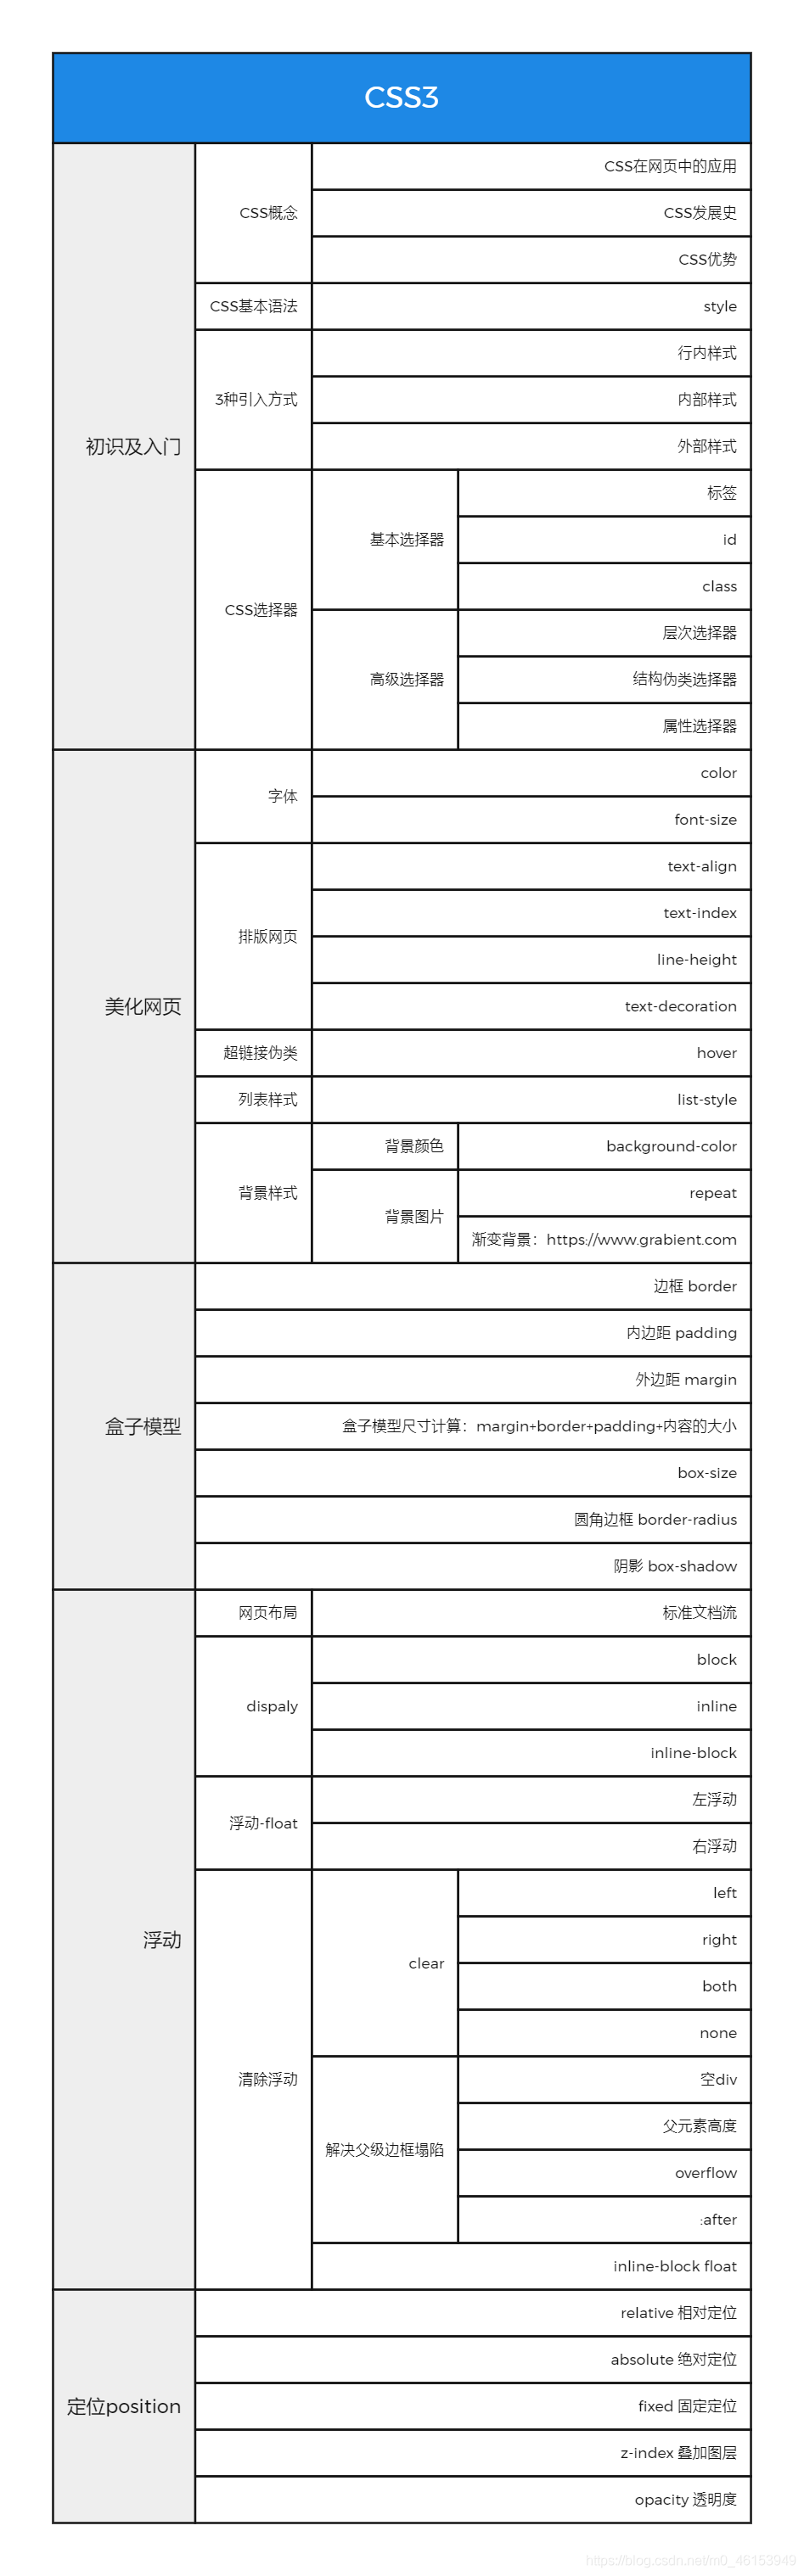 CSS3
初识及入门
CSS概念
CSS在网页中的应用
CSS发展史
CSS优势
CSS基本语法
style
3种引入方式
行内样式
内部样式
外部样式
CSS选择器
基本选择器
标签
id
class
高级选择器
层次选择器
结构伪类选择器
属性选择器
美化网页
字体
color
font-size
排版网页
text-align
text-index
line-height
text-decoration
超链接伪类
hover
列表样式
list-style
背景样式
背景颜色
background-color
背景图片
repeat
渐变背景：https://www.grabient.com
盒子模型
边框 border
内边距 padding
外边距 margin
盒子模型尺寸计算：margin+border+padding+内容的大小
box-size
圆角边框 border-radius
阴影 box-shadow
浮动
网页布局
标准文档流
dispaly
block
inline
inline-block
浮动-float
左浮动
右浮动
清除浮动
clear
left
right
both
none
解决父级边框塌陷
空div
父元素高度
overflow
:after
inline-block float
定位position
relative 相对定位
absolute 绝对定位
fixed 固定定位
z-index 叠加图层
opacity 透明度
https://blog.csdn.net/m0_46153949